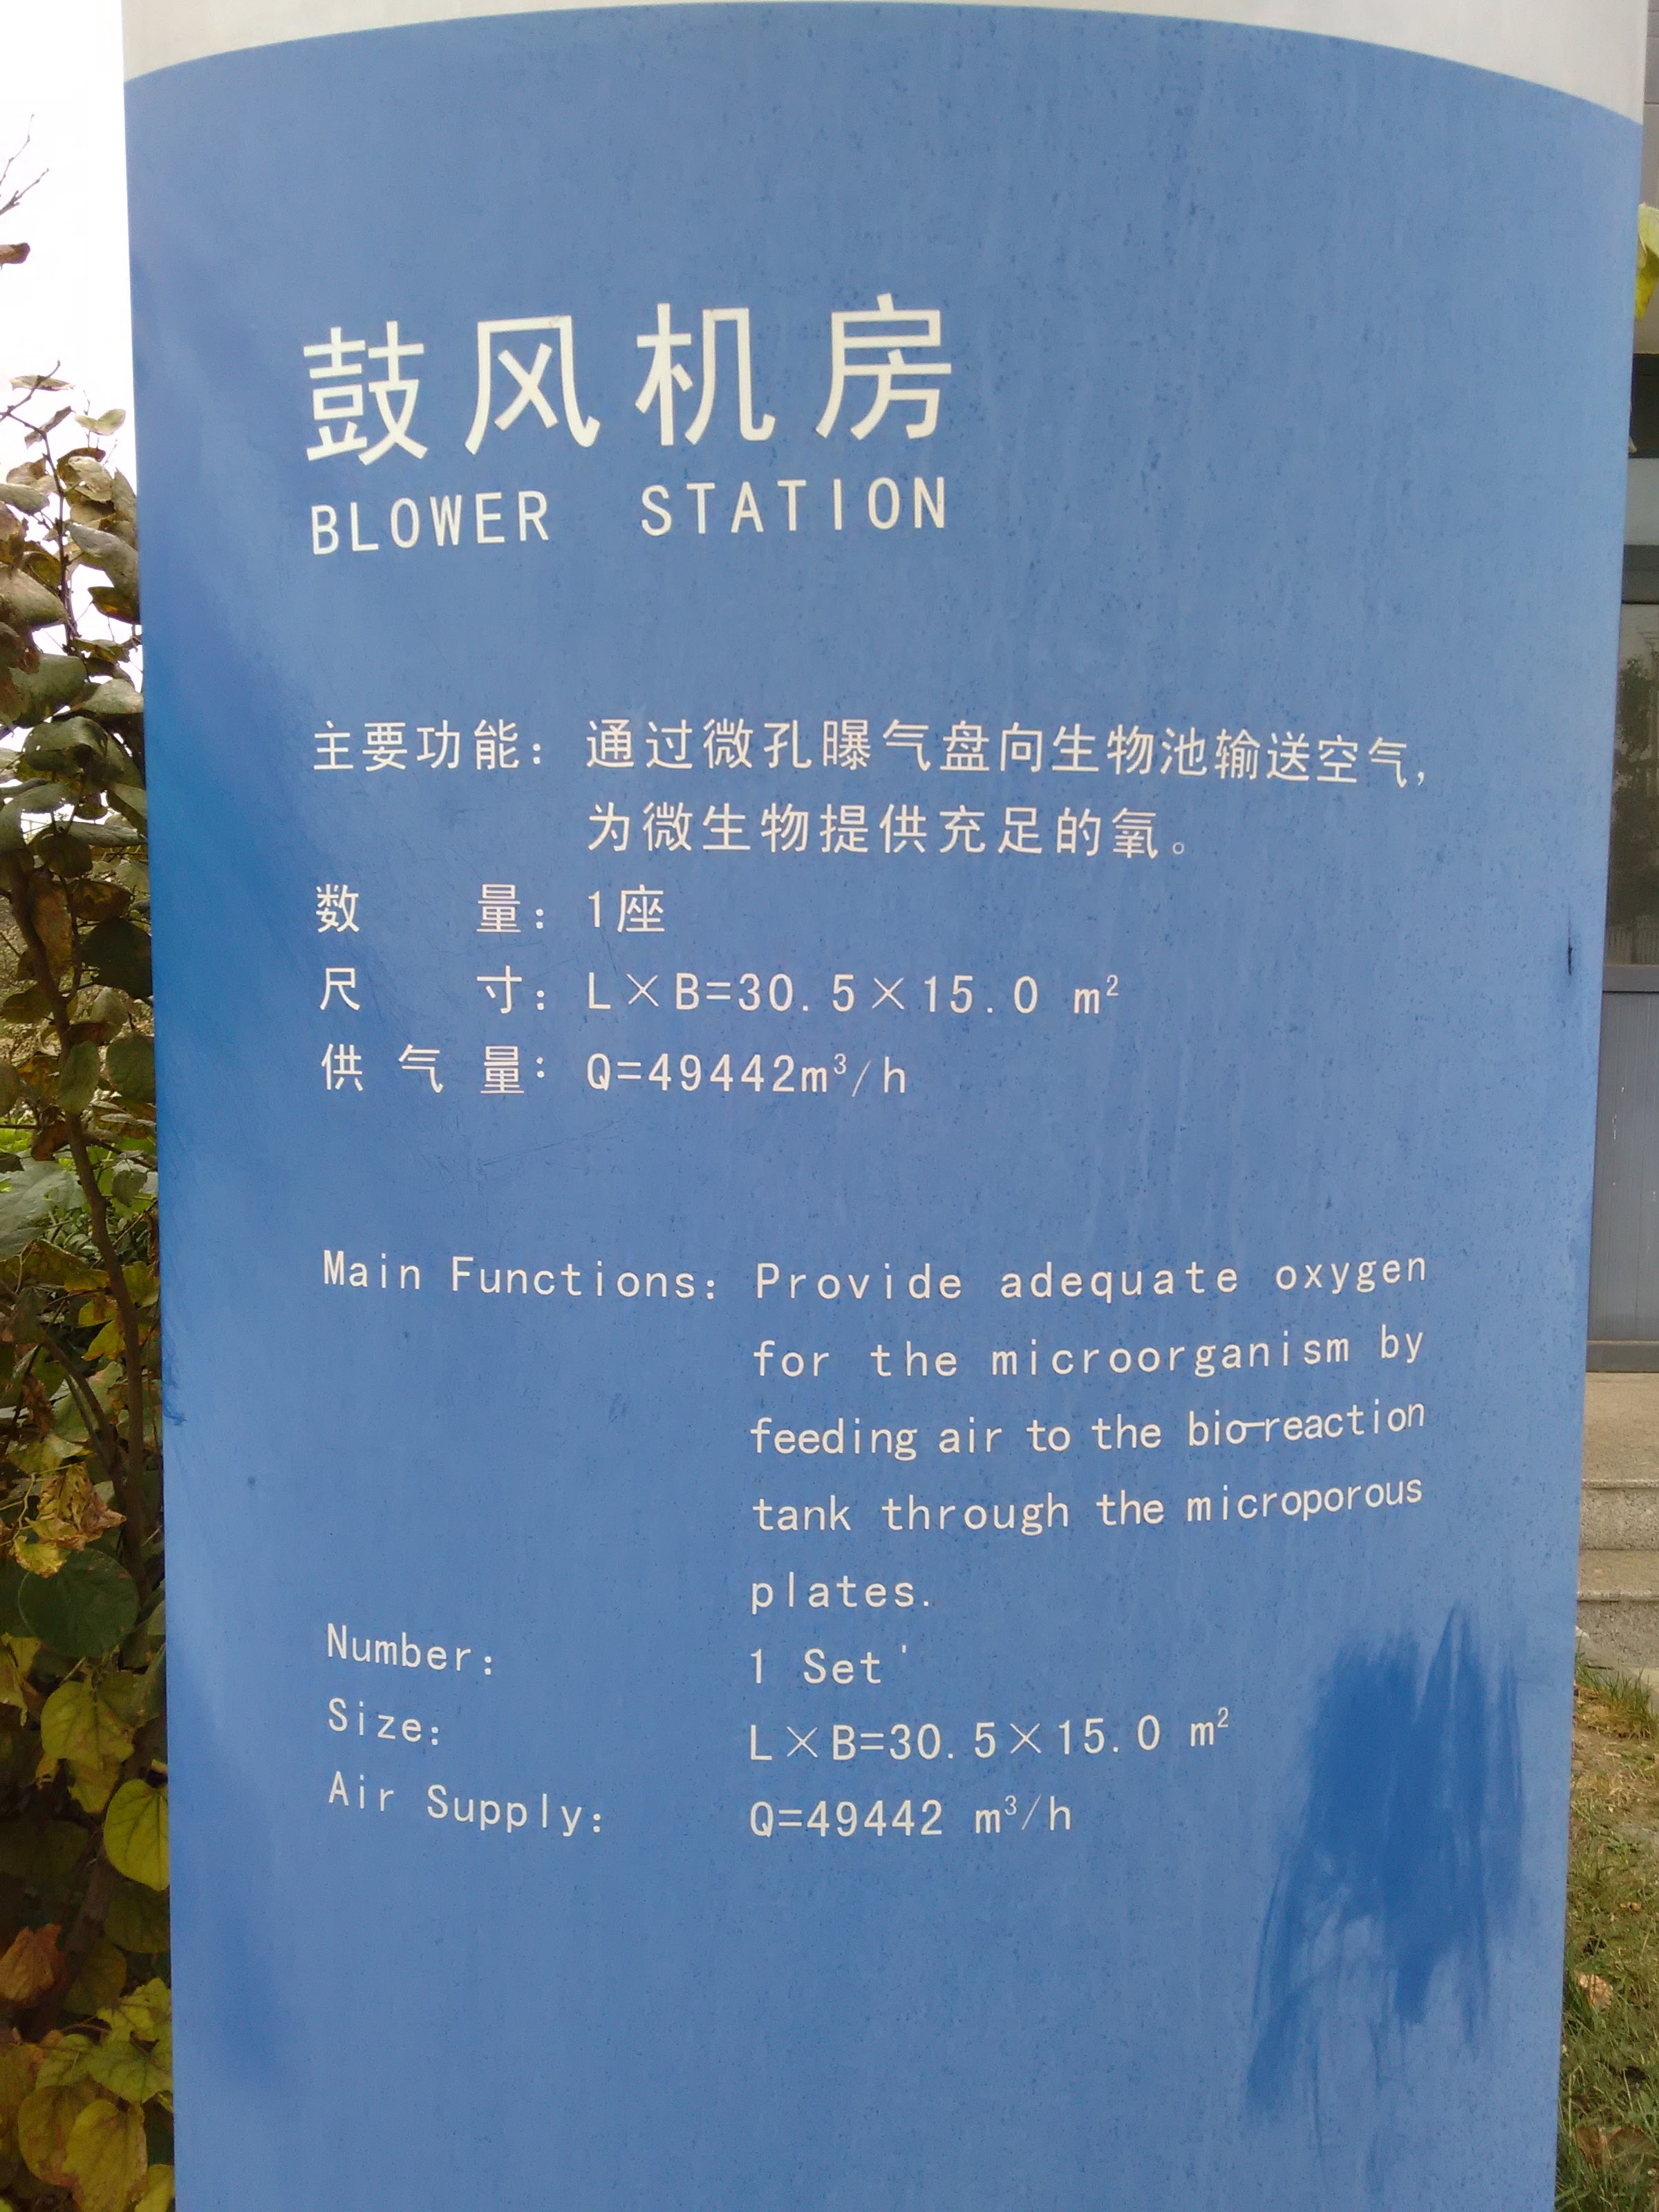 鼓风机房
BLOWER STATION
主要功能：通过微孔曝气盘向生物池输送空气，
为微生物提供充足的氧。
数 量：1座
尺 寸：L×B=30.5×15.0 m²
供 气 量：Q=49442m³/h
Main Functions: Provide adequate oxygen
for the microorganism by
feeding air to the bio-reaction
tank through the microporous
plates.
Number: 1 Set'
Size: L×B=30.5×15.0 m²
Air Supply: Q=49442 m³/h